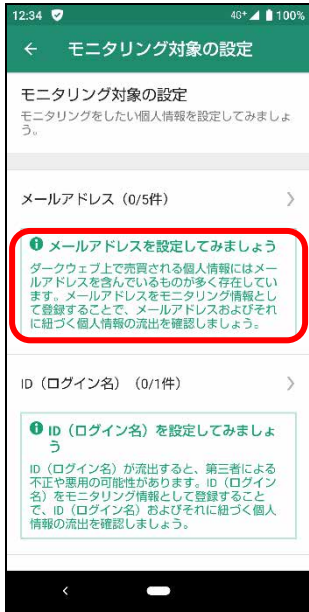 12:34 4G+ 100%
モニタリング対象の設定
モニタリング対象の設定
モニタリングをしたい個人情報を設定してみましょ
う。
メールアドレス（0/5件）
メールアドレスを設定してみましょう
ダークウェブ上で売買される個人情報にはメー
ルアドレスを含んでいるものが多く存在してい
ます。メールアドレスをモニタリング情報とし
て登録することで、メールアドレスおよびそれ
に紐づく個人情報の流出を確認しましょう。
ID（ログイン名）（0/1件）
ID（ログイン名）を設定してみましょ
う
ID（ログイン名）が流出すると、第三者による
不正や悪用の可能性があります。ID（ログイン
名）をモニタリング情報として登録すること
で、ID（ログイン名）およびそれに紐づく個人
情報の流出を確認しましょう。